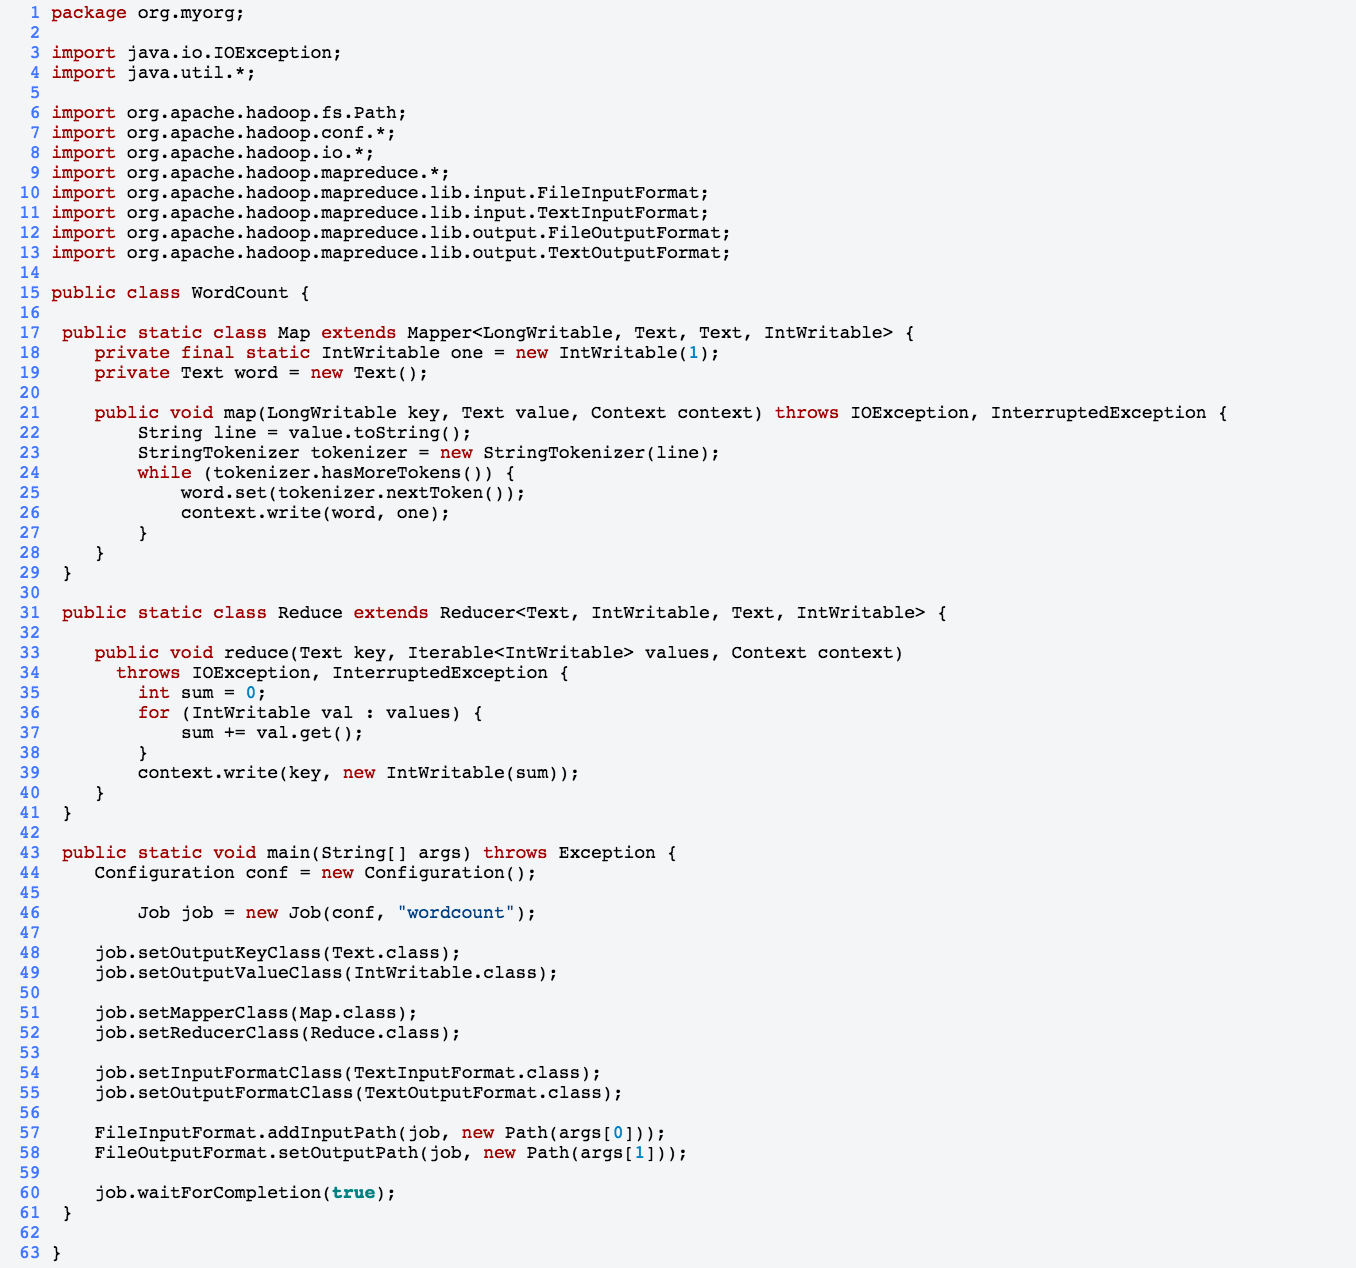 1 package org.myorg;
2
3 import java.io.IOException;
4 import java.util.*;
5
6 import org.apache.hadoop.fs.Path;
7 import org.apache.hadoop.conf.*;
8 import org.apache.hadoop.io.*;
9 import org.apache.hadoop.mapreduce.*;
10 import org.apache.hadoop.mapreduce.lib.input.FileInputFormat;
11 import org.apache.hadoop.mapreduce.lib.input.TextInputFormat;
12 import org.apache.hadoop.mapreduce.lib.output.FileOutputFormat;
13 import org.apache.hadoop.mapreduce.lib.output.TextOutputFormat;
14
15 public class WordCount {
16
17  public static class Map extends Mapper<LongWritable, Text, Text, IntWritable> {
18     private final static IntWritable one = new IntWritable(1);
19     private Text word = new Text();
20
21     public void map(LongWritable key, Text value, Context context) throws IOException, InterruptedException {
22         String line = value.toString();
23         StringTokenizer tokenizer = new StringTokenizer(line);
24         while (tokenizer.hasMoreTokens()) {
25             word.set(tokenizer.nextToken());
26             context.write(word, one);
27         }
28     }
29  }
30
31  public static class Reduce extends Reducer<Text, IntWritable, Text, IntWritable> {
32
33     public void reduce(Text key, Iterable<IntWritable> values, Context context)
34       throws IOException, InterruptedException {
35         int sum = 0;
36         for (IntWritable val : values) {
37             sum += val.get();
38         }
39         context.write(key, new IntWritable(sum));
40     }
41  }
42
43  public static void main(String[] args) throws Exception {
44     Configuration conf = new Configuration();
45
46         Job job = new Job(conf, "wordcount");
47
48     job.setOutputKeyClass(Text.class);
49     job.setOutputValueClass(IntWritable.class);
50
51     job.setMapperClass(Map.class);
52     job.setReducerClass(Reduce.class);
53
54     job.setInputFormatClass(TextInputFormat.class);
55     job.setOutputFormatClass(TextOutputFormat.class);
56
57     FileInputFormat.addInputPath(job, new Path(args[0]));
58     FileOutputFormat.setOutputPath(job, new Path(args[1]));
59
60     job.waitForCompletion(true);
61  }
62
63 }